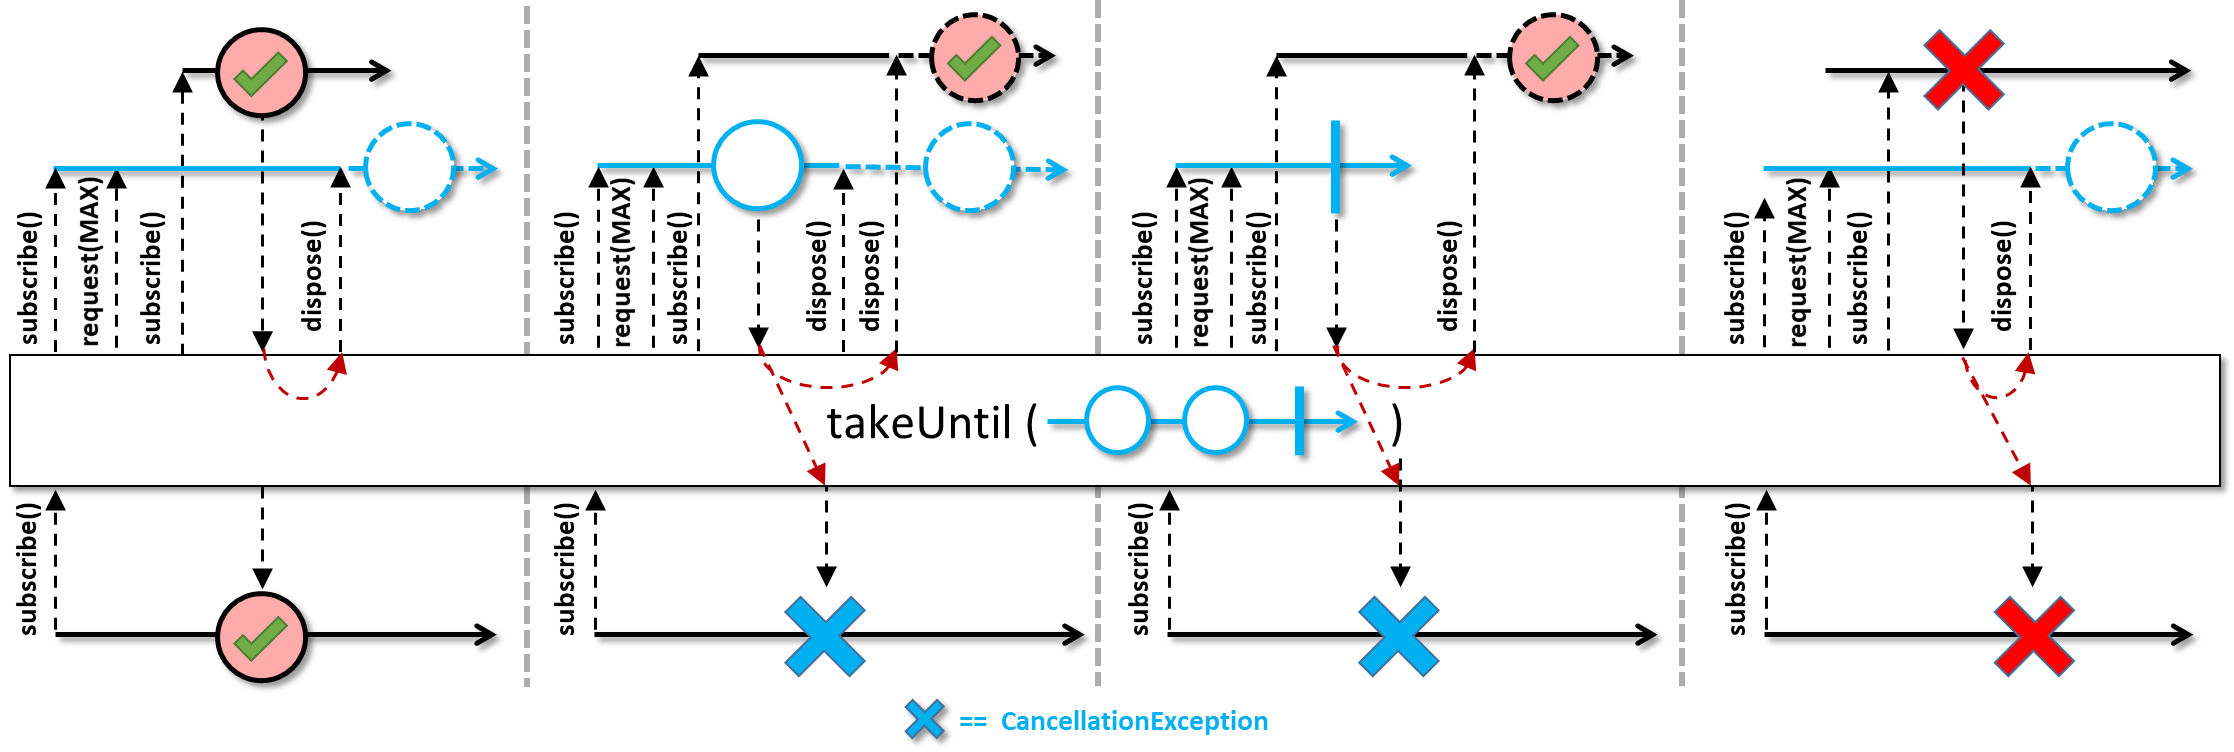 subscribe()
request(MAX)
subscribe()
dispose()
subscribe()
request(MAX)
subscribe()
dispose()
dispose()
subscribe()
request(MAX)
subscribe()
dispose()
subscribe()
request(MAX)
subscribe()
dispose()
takeUntil ( )
subscribe()
subscribe()
subscribe()
subscribe()
== CancellationException